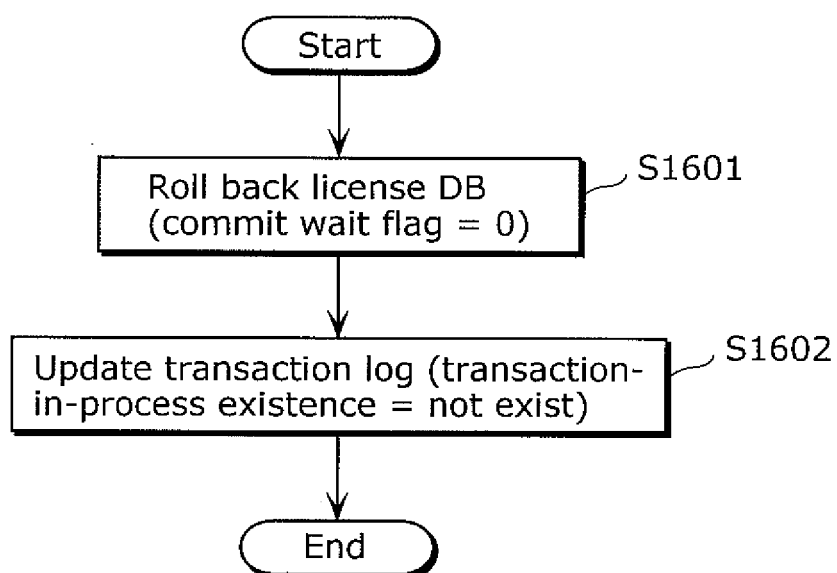 Start
Roll back license DB
(commit wait flag = 0)
S1601
Update transaction log (transaction-
in-process existence = not exist)
S1602
End